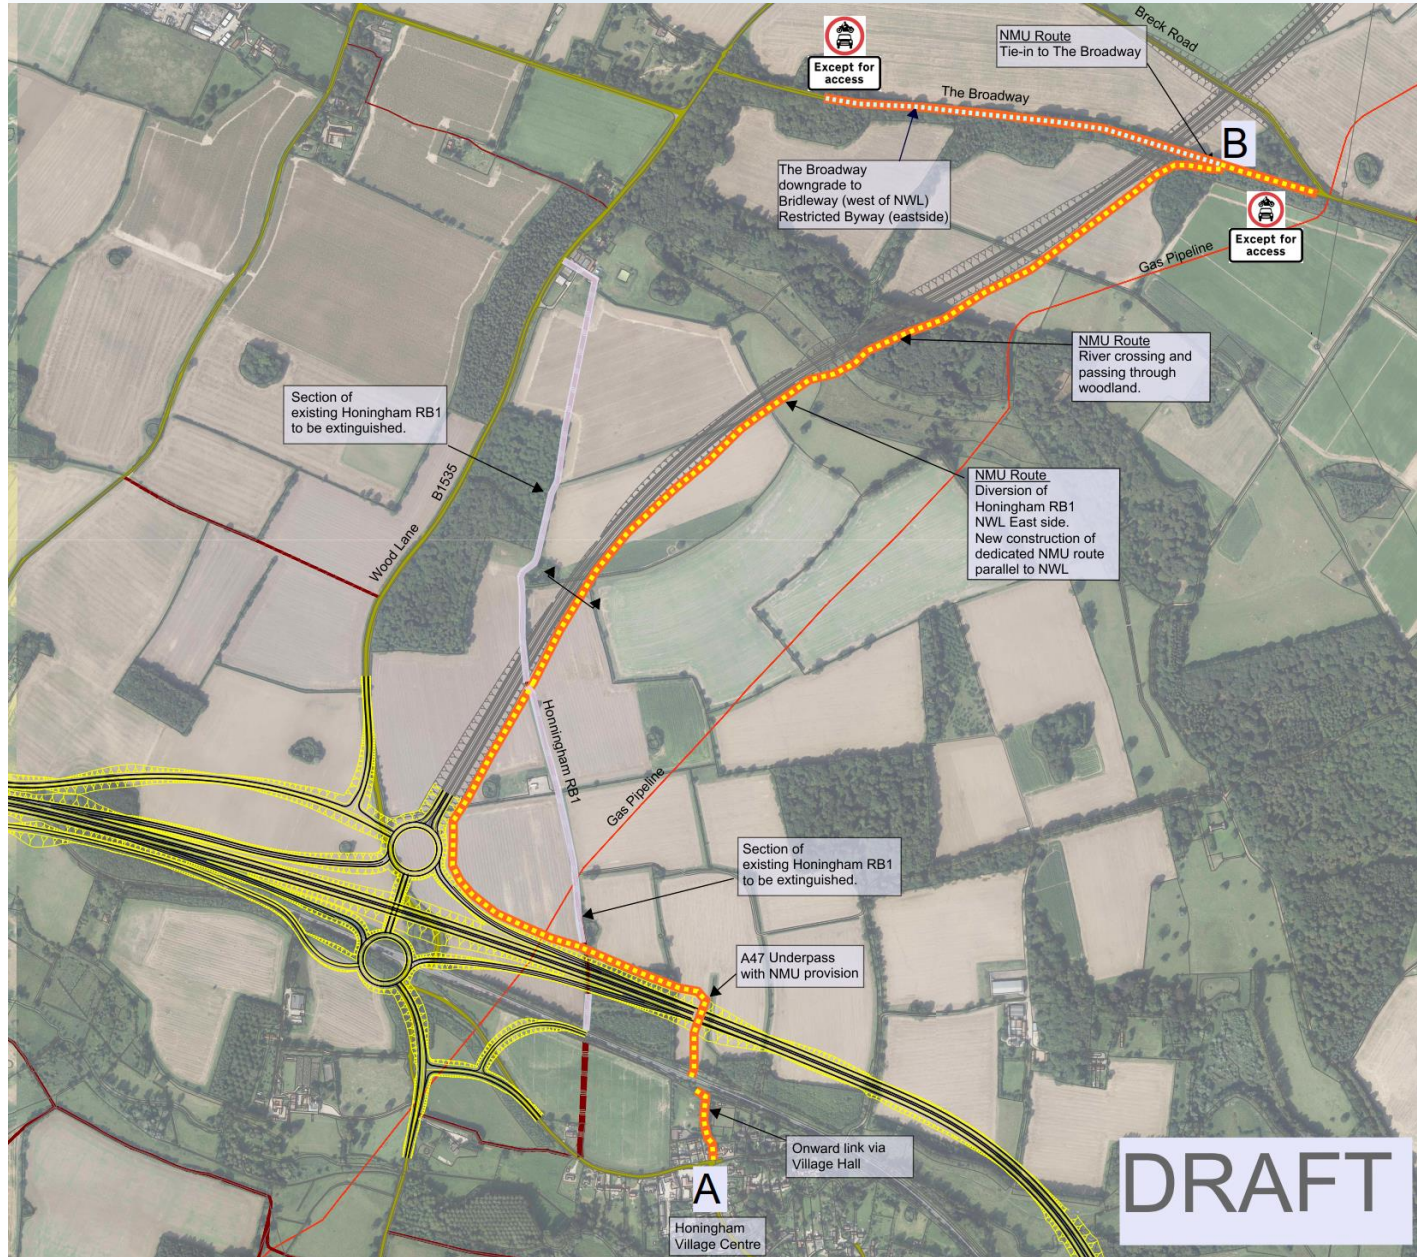 Breck Road
NMU Route
Tie-in to The Broadway
Except for
access
The Broadway
B
The Broadway
downgrade to
Bridleway (west of NWL)
Restricted Byway (eastside)
Except for
access
Gas Pipeline
NMU Route
River crossing and
passing through
woodland.
Section of
existing Honingham RB1
to be extinguished.
B1535
Wood Lane
NMU Route
Diversion of
Honingham RB1
NWL East side.
New construction of
dedicated NMU route
parallel to NWL
Honningham RB1
Gas Pipeline
Section of
existing Honingham RB1
to be extinguished.
A47 Underpass
with NMU provision
Onward link via
Village Hall
A
Honingham
Village Centre
DRAFT